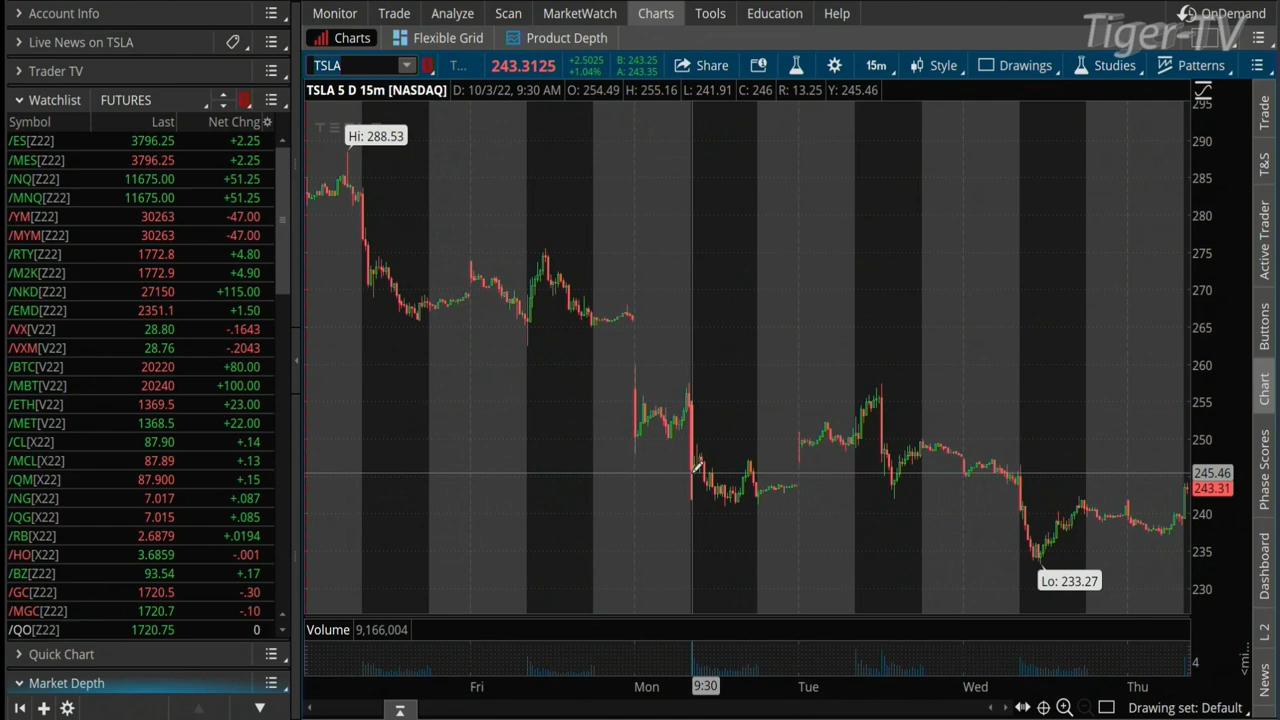 Account Info
Live News on TSLA
Trader TV
Watchlist FUTURES
Symbol Last Net Chng
/ES[Z22] 3796.25 +2.25
/MES[Z22] 3796.25 +2.25
/NQ[Z22] 11675.00 +51.25
/MNQ[Z22] 11675.00 +51.25
/YM[Z22] 30263 -47.00
/MYM[Z22] 30263 -47.00
/RTY[Z22] 1772.8 +4.80
/M2K[Z22] 1772.9 +4.90
/NKD[Z22] 27150 +115.00
/EMD[Z22] 2351.1 +1.50
/VX[V22] 28.80 -.1643
/VXM[V22] 28.76 -.2043
/BTC[V22] 20220 +80.00
/MBT[V22] 20240 +100.00
/ETH[V22] 1369.5 +23.00
/MET[V22] 1368.5 +22.00
/CL[X22] 87.90 +.14
/MCL[X22] 87.89 +.13
/QM[X22] 87.900 +.15
/NG[X22] 7.017 +.087
/QG[X22] 7.015 +.085
/RB[X22] 2.6879 +.0194
/HO[X22] 3.6859 -.001
/BZ[Z22] 93.54 +.17
/GC[Z22] 1720.5 -.30
/MGC[Z22] 1720.7 -.10
/QO[Z22] 1720.75 0
Quick Chart
Market Depth
Monitor Trade Analyze Scan MarketWatch Charts Tools Education Help OnDemand
Tiger-TV
Charts Flexible Grid Product Depth
TSLA T... 243.3125 +2.5025 B: 243.25 Share 15m Style Drawings Studies Patterns
+1.04% A: 243.35
TSLA 5 D 15m [NASDAQ] D: 10/3/22, 9:30 AM O: 254.49 H: 255.16 L: 241.91 C: 246 R: 13.25 Y: 245.46
Hi: 288.53
295
290
285
280
275
270
265
260
255
250
245.46
243.31
240
235
230
Lo: 233.27
Volume 9,166,004
4
Fri Mon 9:30 Tue Wed Thu
Drawing set: Default
Trade
T&S
Active Trader
Buttons
Chart
Phase Scores
Dashboard
L 2
News
<mi...